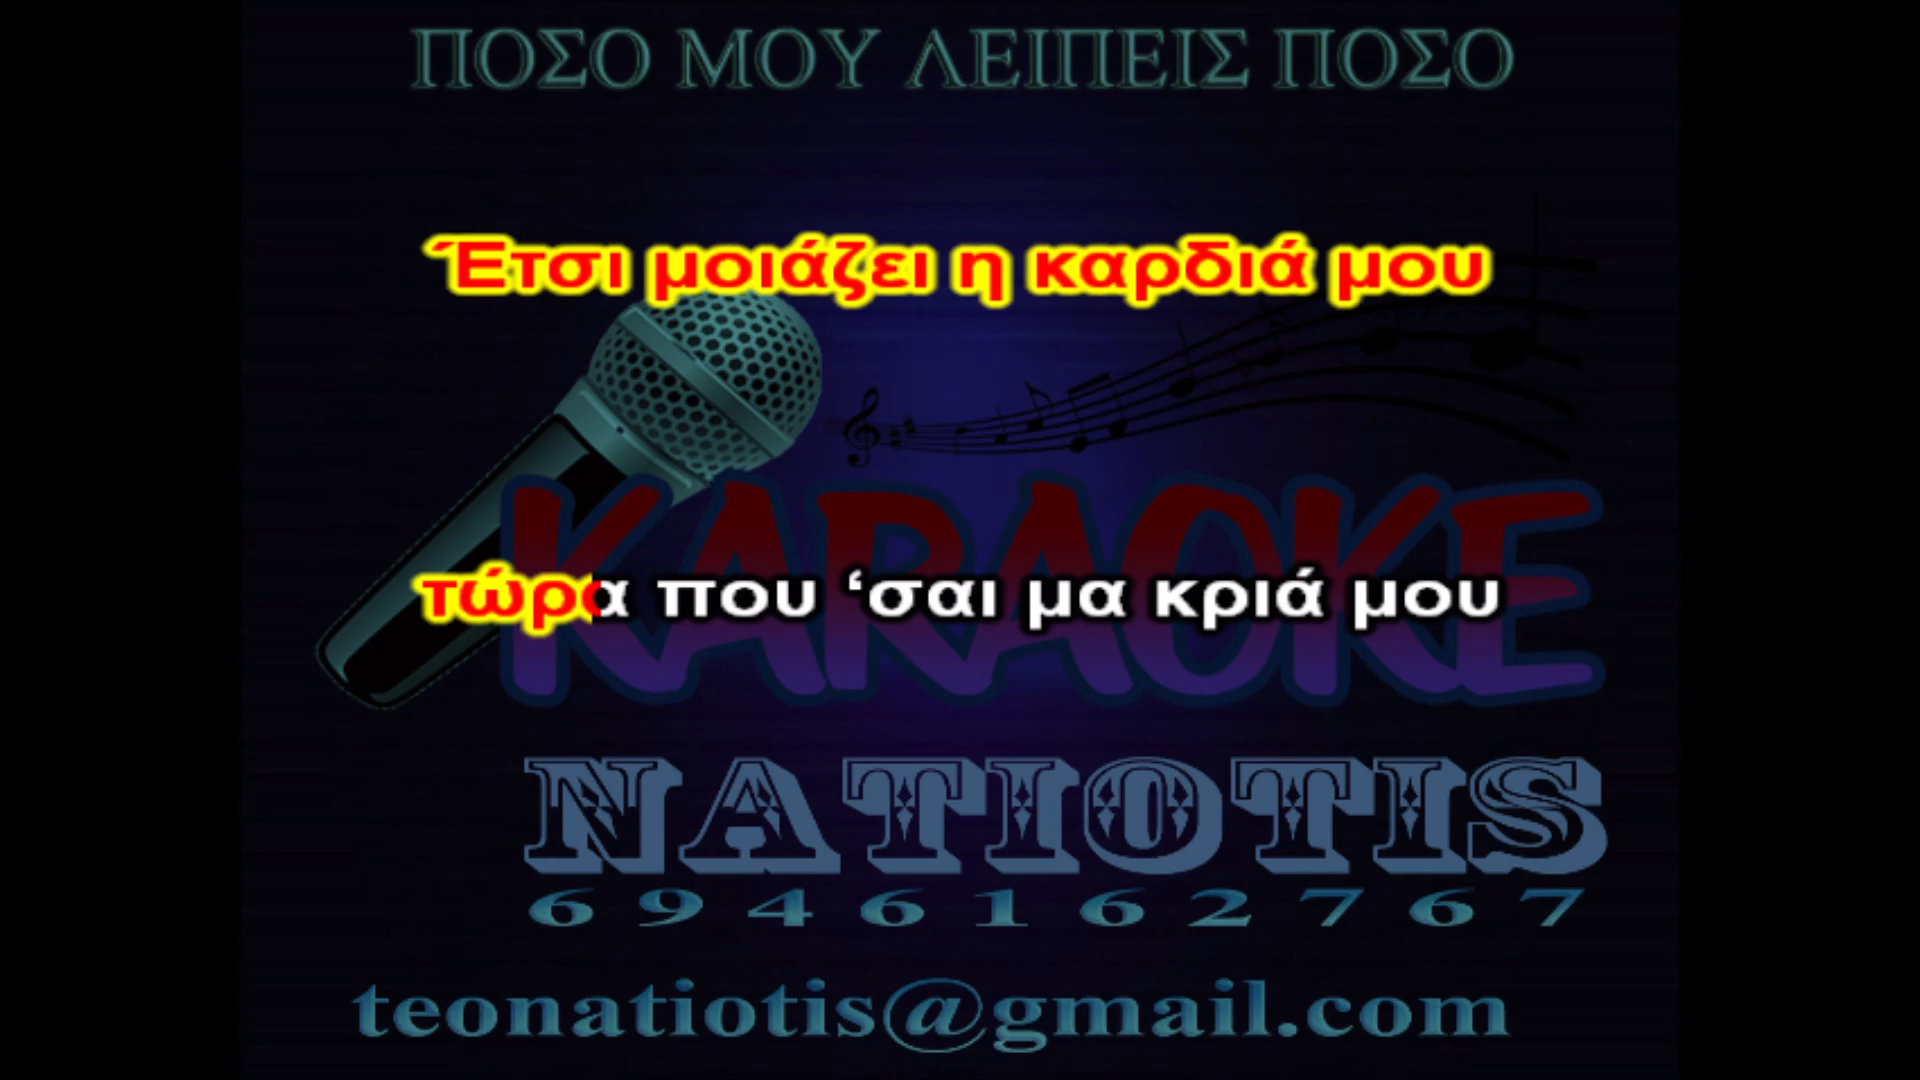 ΠΟΣΟ ΜΟΥ ΛΕΙΠΕΙΣ ΠΟΣΟ
Έτσι μοιάζει η καρδιά μου
τώρα που ‘σαι μα κριά μου
KARAOKE
NATIOTIS
6946162767
teonatiotis@gmail.com